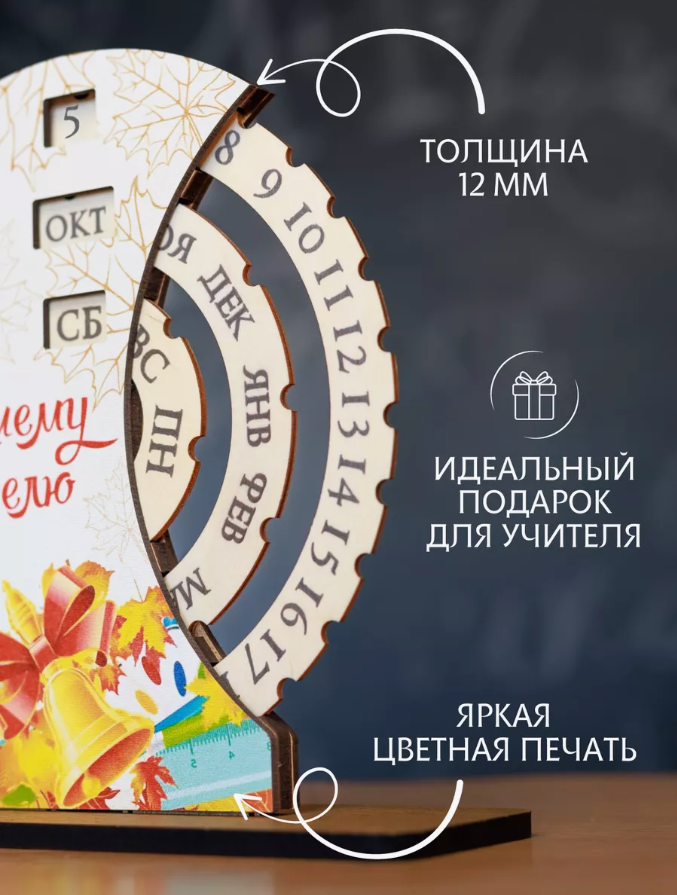 ТОЛЩИНА
12 ММ
5
ОКТ
СБ
8
9
10
11
12
13
14
15
16
17
ДЕК
ЯНВ
ФЕВ
ВС
ПН
ИДЕАЛЬНЫЙ
ПОДАРОК
ДЛЯ УЧИТЕЛЯ
ЯРКАЯ
ЦВЕТНАЯ ПЕЧАТЬ